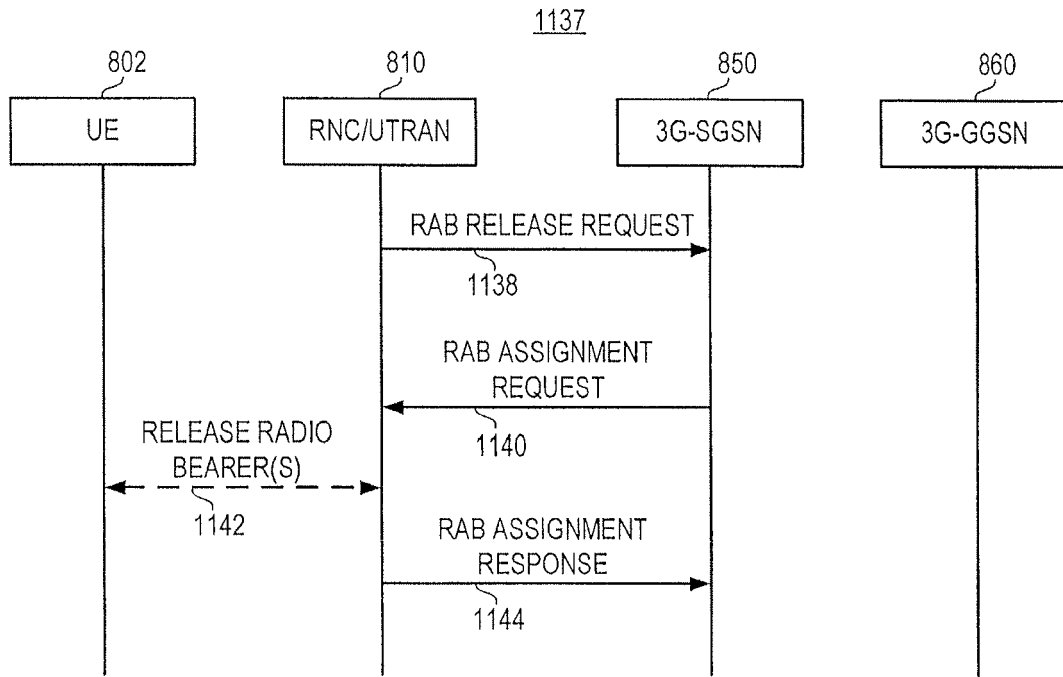 1137
802
810
850
860
UE
RNC/UTRAN
3G-SGSN
3G-GGSN
RAB RELEASE REQUEST
1138
RAB ASSIGNMENT
REQUEST
1140
RELEASE RADIO
BEARER(S)
1142
RAB ASSIGNMENT
RESPONSE
1144